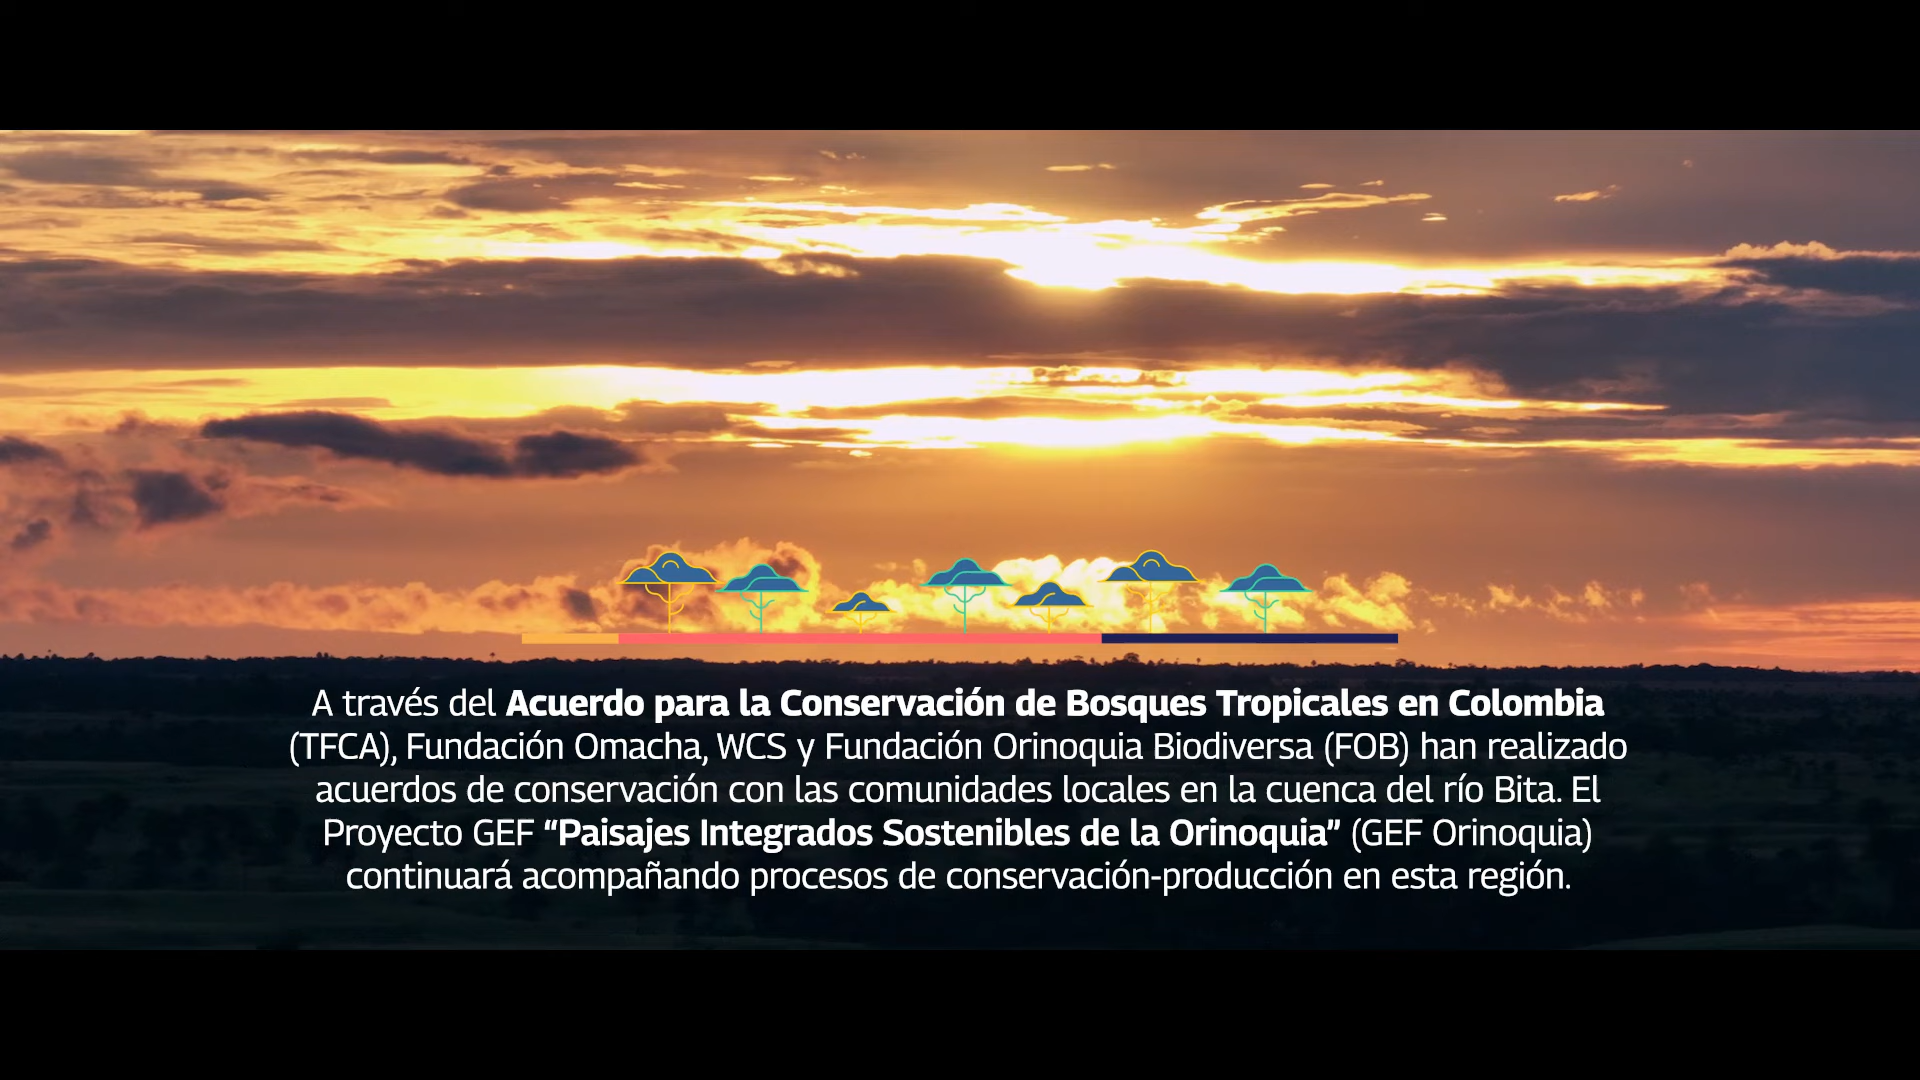 A través del Acuerdo para la Conservación de Bosques Tropicales en Colombia
(TFCA), Fundación Omacha, WCS y Fundación Orinoquia Biodiversa (FOB) han realizado
acuerdos de conservación con las comunidades locales en la cuenca del río Bita. El
Proyecto GEF “Paisajes Integrados Sostenibles de la Orinoquia” (GEF Orinoquia)
continuará acompañando procesos de conservación-producción en esta región.